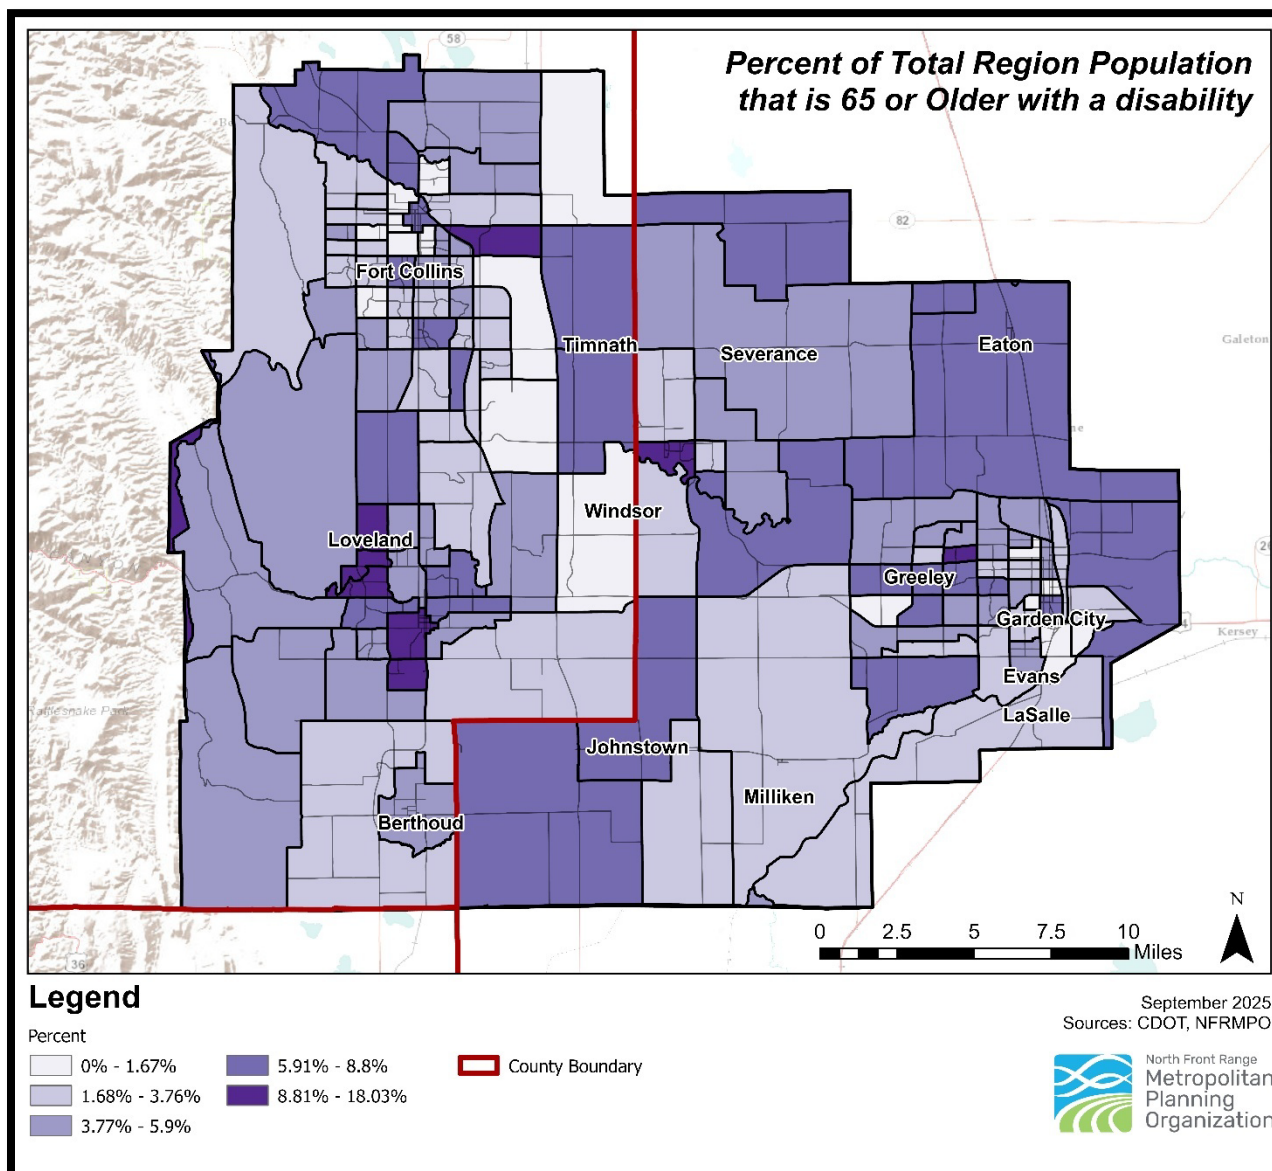 Percent of Total Region Population
that is 65 or Older with a disability
58
82
Fort Collins
Timnath
Severance
Eaton
Galeton
Windsor
Loveland
Greeley
Garden City
Kersey
Evans
LaSalle
Johnstown
Milliken
Berthoud
Rattlesnake Park
36
N
0 2.5 5 7.5 10
Miles
Legend
Percent
0% - 1.67%
1.68% - 3.76%
3.77% - 5.9%
5.91% - 8.8%
8.81% - 18.03%
County Boundary
September 2025
Sources: CDOT, NFRMPO
North Front Range
Metropolitan
Planning
Organization